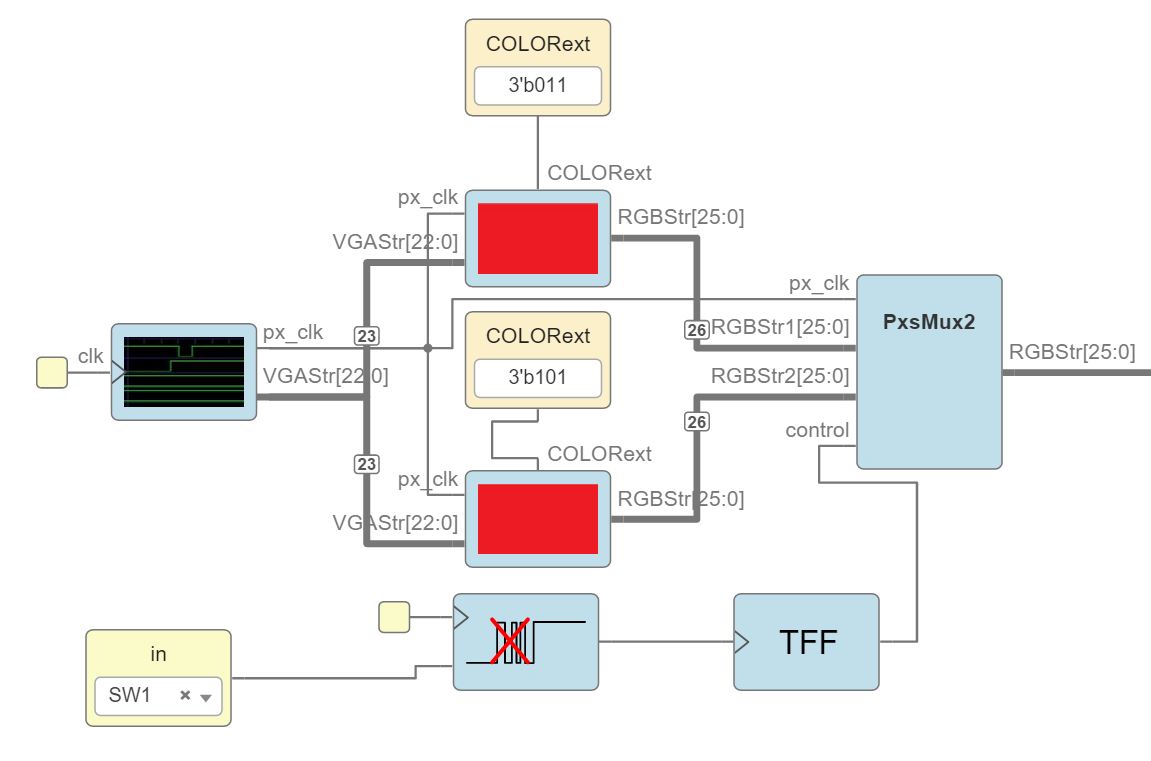 COLORext
3'b011
COLORext
px_clk
RGBStr[25:0]
VGAStr[22:0]
px_clk
PxsMux2
px_clk
23
COLORext
26
RGBStr1[25:0]
clk
RGBStr[25:0]
VGAStr[22:0]
3'b101
RGBStr2[25:0]
26
control
COLORext
23
px_clk
RGBStr[25:0]
VGAStr[22:0]
in
TFF
SW1